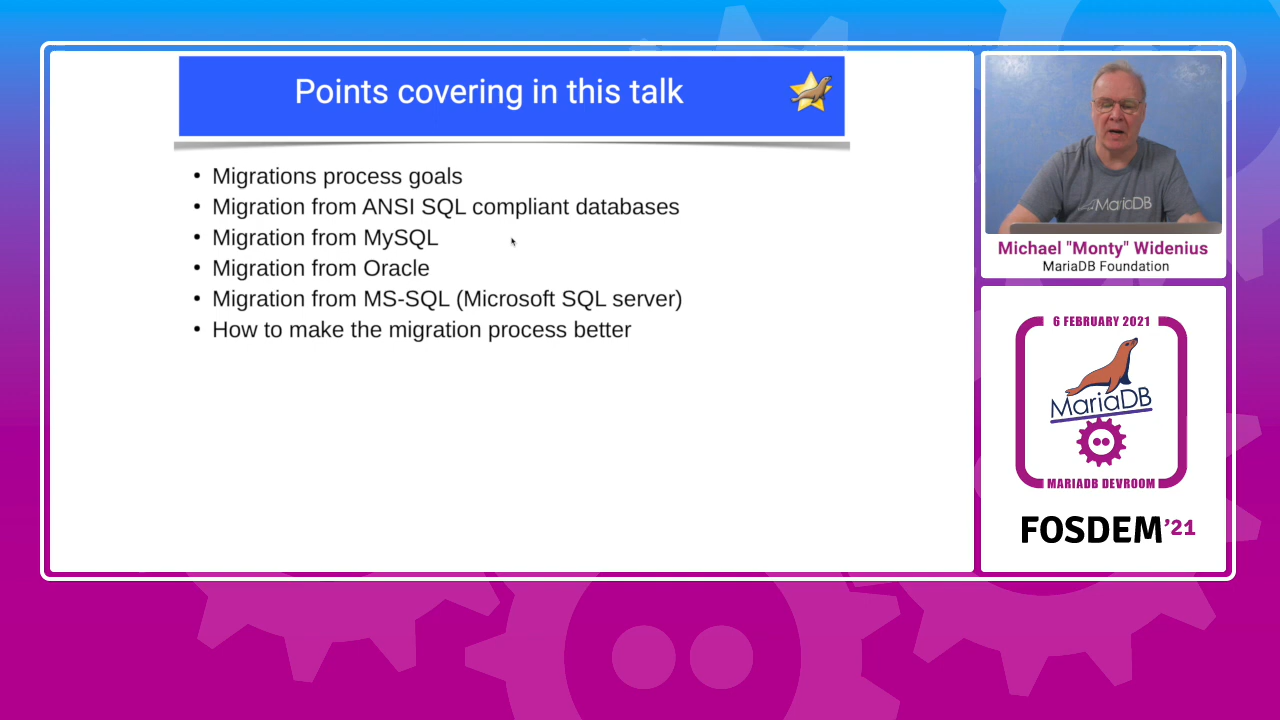 Points covering in this talk
• Migrations process goals
• Migration from ANSI SQL compliant databases
• Migration from MySQL
• Migration from Oracle
• Migration from MS-SQL (Microsoft SQL server)
• How to make the migration process better
MariaDB
Michael "Monty" Widenius
MariaDB Foundation
6 FEBRUARY 2021
MariaDB
MARIADB DEVROOM
FOSDEM'21